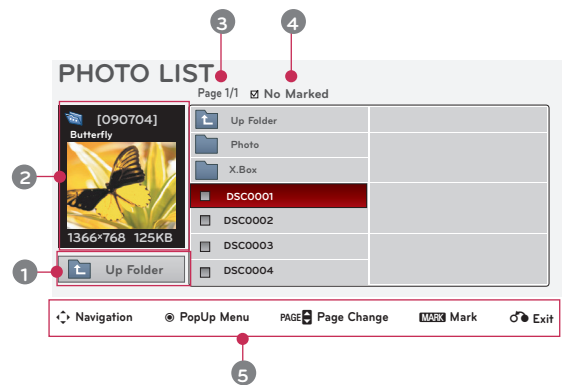 3
4
PHOTO LIST
Page 1/1 No Marked
[090704]
Butterfly
1366×768 125KB
Up Folder
Up Folder
Photo
X.Box
DSC0001
DSC0002
DSC0003
DSC0004
2
1
Navigation PopUp Menu PAGE Page Change MARK Mark Exit
5